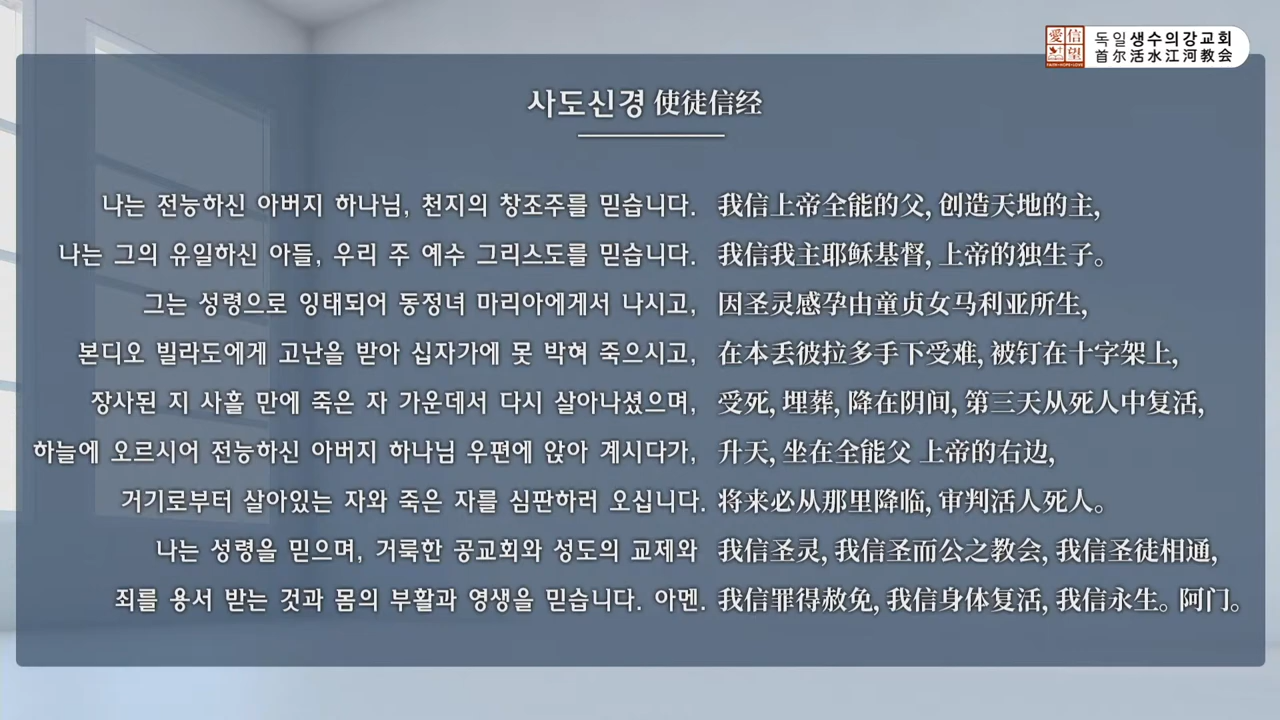 愛信
望
FAITH•HOPE•LOVE
독일생수의강교회
首尔活水江河教会
사도신경 使徒信经
나는 전능하신 아버지 하나님, 천지의 창조주를 믿습니다. 我信上帝全能的父, 创造天地的主,
나는 그의 유일하신 아들, 우리 주 예수 그리스도를 믿습니다. 我信我主耶稣基督, 上帝的独生子。
그는 성령으로 잉태되어 동정녀 마리아에게서 나시고, 因圣灵感孕由童贞女马利亚所生,
본디오 빌라도에게 고난을 받아 십자가에 못 박혀 죽으시고, 在本丢彼拉多手下受难, 被钉在十字架上,
장사된 지 사흘 만에 죽은 자 가운데서 다시 살아나셨으며, 受死, 埋葬, 降在阴间, 第三天从死人中复活,
하늘에 오르시어 전능하신 아버지 하나님 우편에 앉아 계시다가, 升天, 坐在全能父 上帝的右边,
거기로부터 살아있는 자와 죽은 자를 심판하러 오십니다. 将来必从那里降临, 审判活人死人。
나는 성령을 믿으며, 거룩한 공교회와 성도의 교제와 我信圣灵, 我信圣而公之教会, 我信圣徒相通,
죄를 용서 받는 것과 몸의 부활과 영생을 믿습니다. 아멘. 我信罪得赦免, 我信身体复活, 我信永生。阿门。